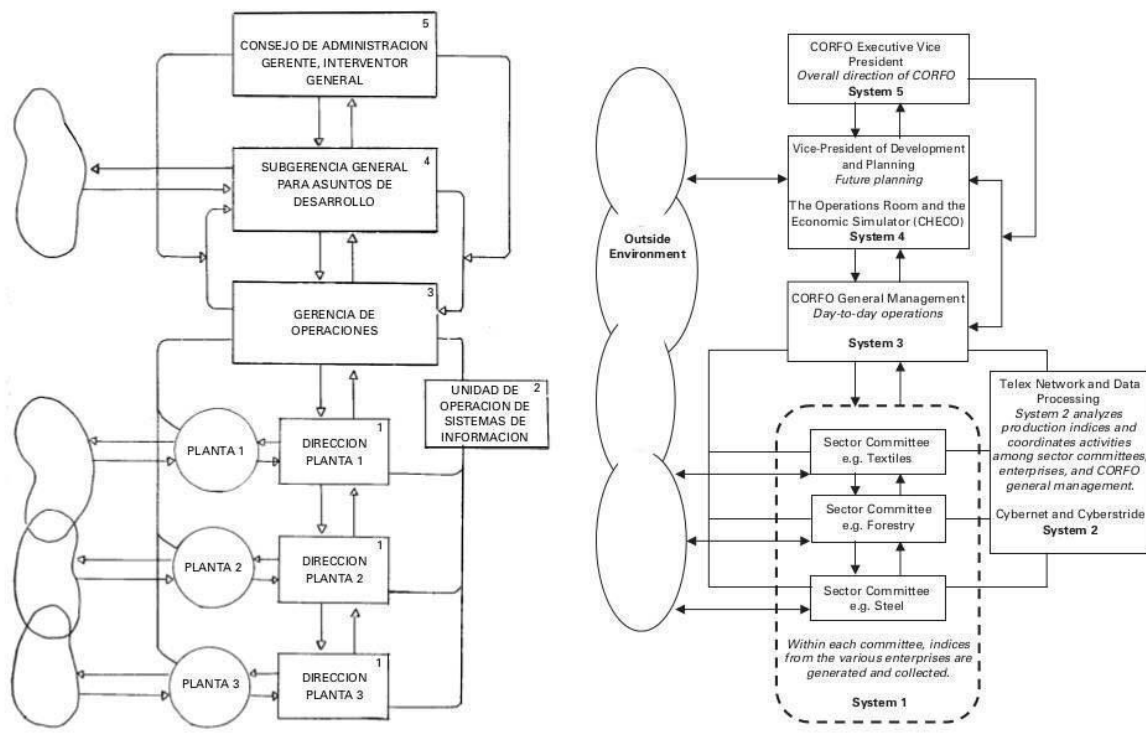 5
CONSEJO DE ADMINISTRACION
GERENTE, INTERVENTOR
GENERAL
4
SUBGERENCIA GENERAL
PARA ASUNTOS DE
DESARROLLO
3
GERENCIA DE
OPERACIONES
2
UNIDAD DE
OPERACION DE
SISTEMAS DE
INFORMACION
PLANTA 1
1
DIRECCION
PLANTA 1
PLANTA 2
1
DIRECCION
PLANTA 2
PLANTA 3
1
DIRECCION
PLANTA 3
CORFO Executive Vice
President
Overall direction of CORFO
System 5
Vice-President of Development
and Planning
Future planning
The Operations Room and the
Economic Simulator (CHECO)
System 4
Outside
Environment
CORFO General Management
Day-to-day operations
System 3
Telex Network and Data
Processing
System 2 analyzes
production indices and
coordinates activities
among sector committees,
enterprises, and CORFO
general management.
Cybernet and Cyberstride
System 2
Sector Committee
e.g. Textiles
Sector Committee
e.g. Forestry
Sector Committee
e.g. Steel
Within each committee, indices
from the various enterprises are
generated and collected.
System 1